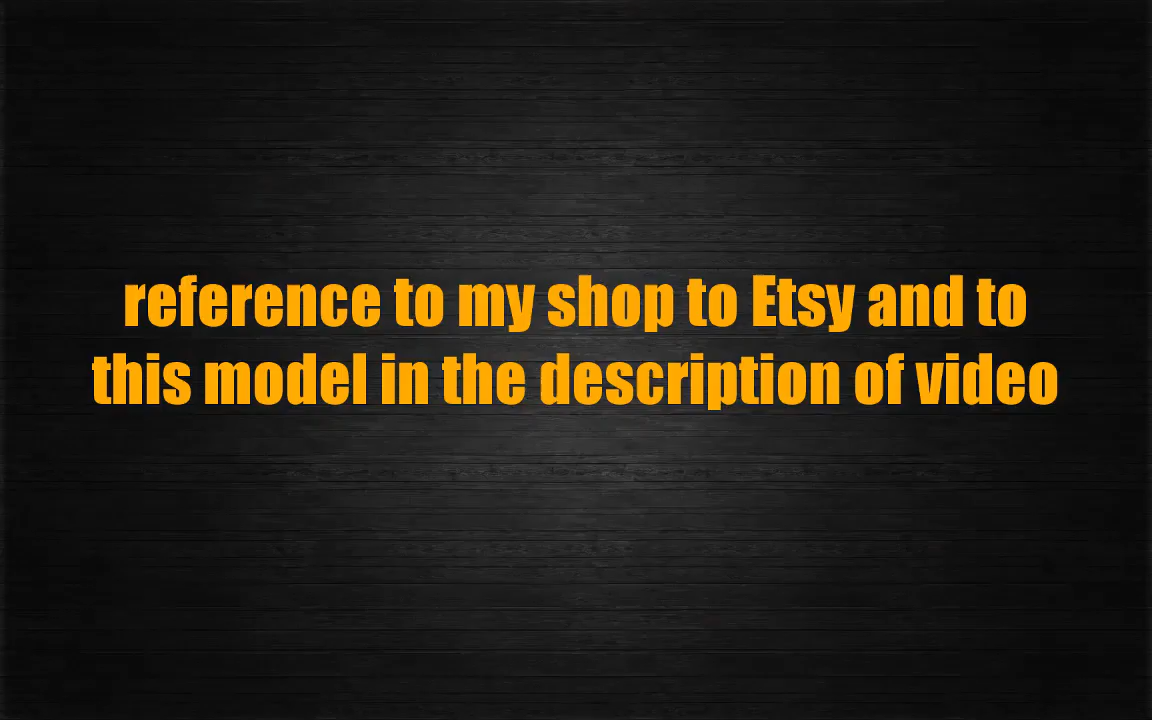 reference to my shop to Etsy and to
this model in the description of video